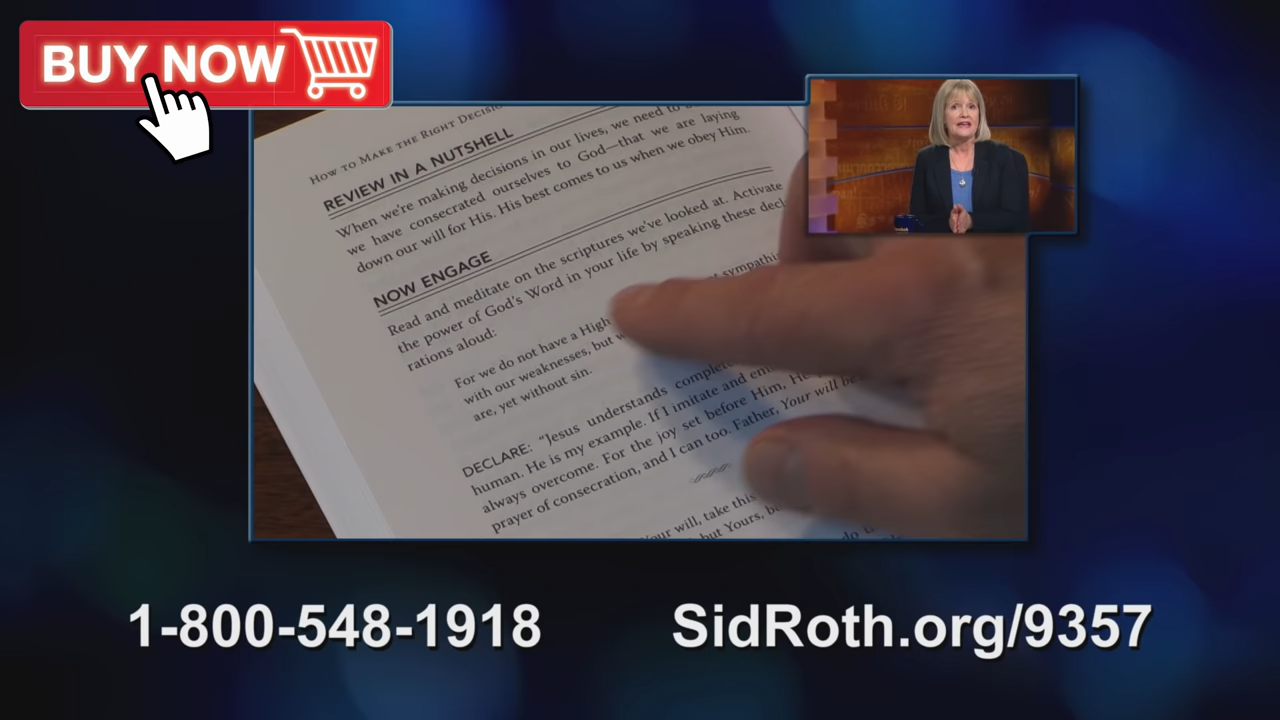 BUY NOW
HOW TO MAKE THE RIGHT
REVIEW IN A NUTSHELL
When we're making decisions in our lives, we need to
we have consecrated ourselves to God—that we are laying
down our will for His. His best comes to us when we obey Him.
NOW ENGAGE
Read and meditate on the scriptures we've looked at. Activate
the power of God's Word in your life by speaking these
rations aloud:
For we do not have a High
with our weaknesses, but
are, yet without sin.
DECLARE: "Jesus understands
human. He is my example. If I imitate and
always overcome. For the joy set before Him,
prayer of consecration, and I can too. Father, Your will be
Your will, take this
but Yours,
1-800-548-1918
SidRoth.org/9357